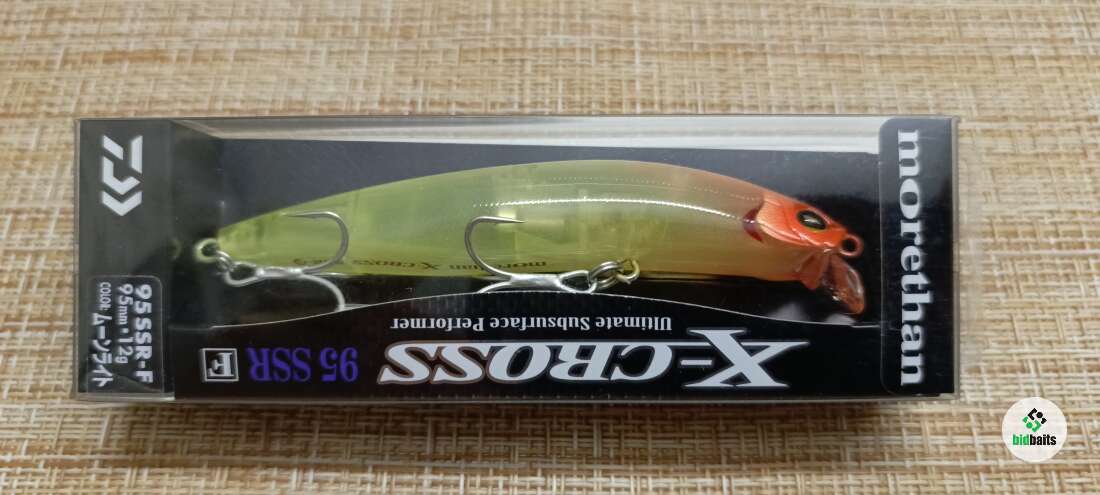 morethan
X-CROSS
Ultimate Subsurface Performer
95 SSR F
morethan X-CROSS
95SSR-F
95mm・12g
COLOR: ムーンライト
bidbaits